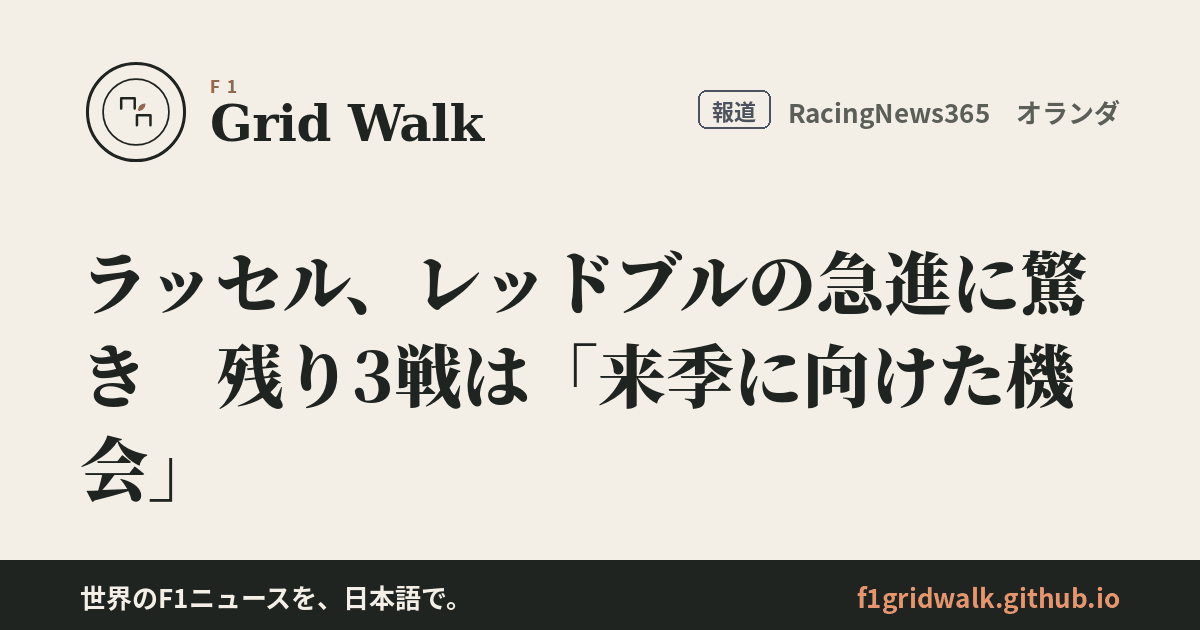 F1
Grid Walk
報道 RacingNews365 オランダ
ラッセル、レッドブルの急進に驚
き 残り3戦は「来季に向けた機
会」
世界のF1ニュースを、日本語で。
f1gridwalk.github.io